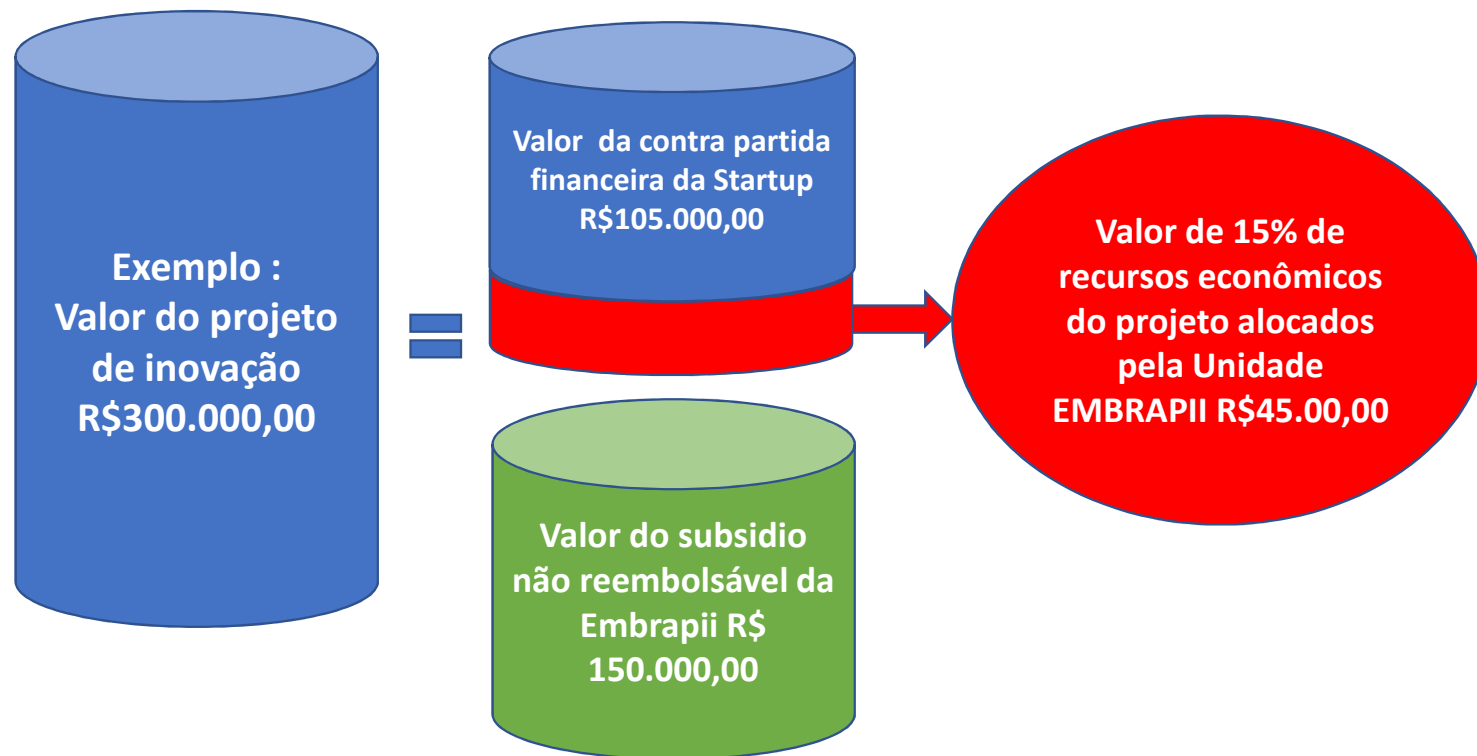 Exemplo :
Valor do projeto
de inovação
R$300.000,00
Valor da contra partida
financeira da Startup
R$105.000,00
Valor de 15% de
recursos econômicos
do projeto alocados
pela Unidade
EMBRAPII R$45.00,00
Valor do subsidio
não reembolsável da
Embrapii R$
150.000,00